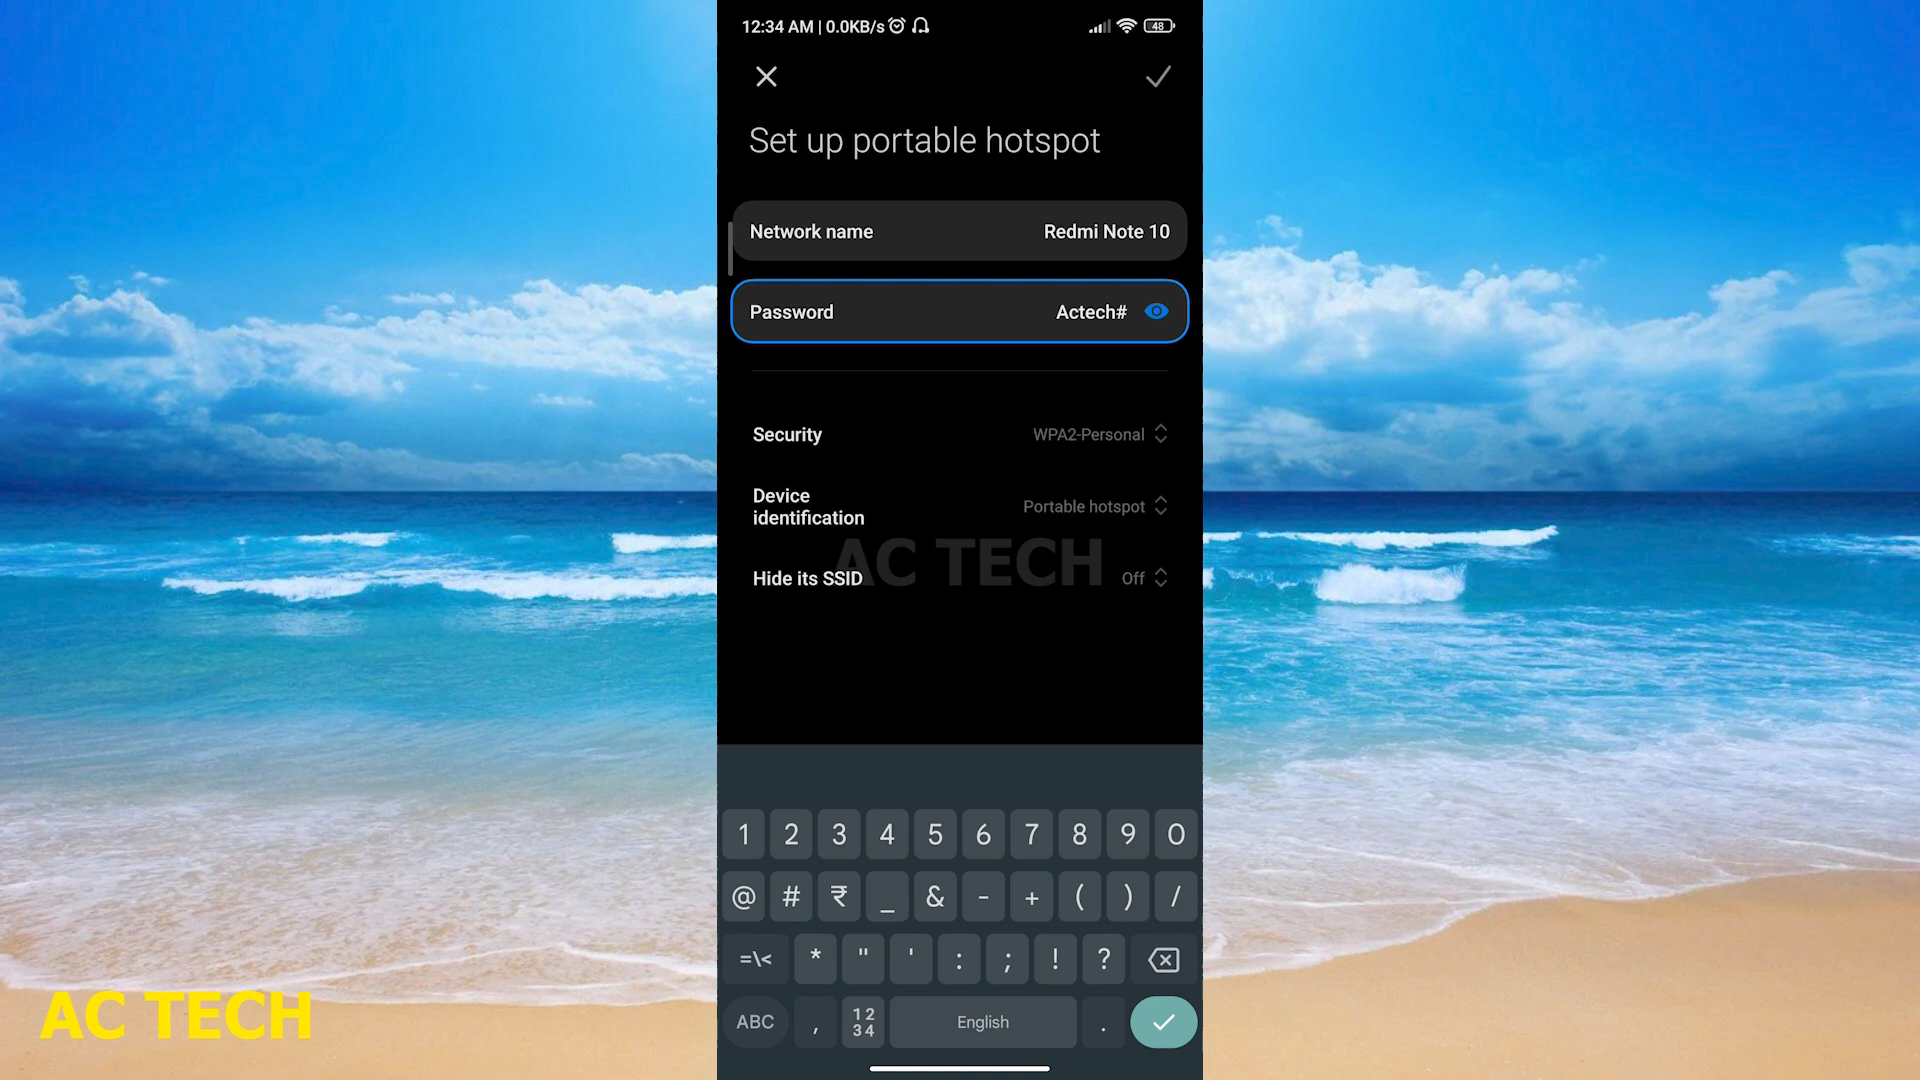 12:34 AM | 0.0KB/s
48
Set up portable hotspot
Network name Redmi Note 10
Password Actech#
Security WPA2-Personal
Device
identification Portable hotspot
AC TECH
Hide its SSID Off
1 2 3 4 5 6 7 8 9 0
@ # ₹ _ & - + ( ) /
=\< * " ' : ; ! ?
ABC , 12 English .
34
AC TECH